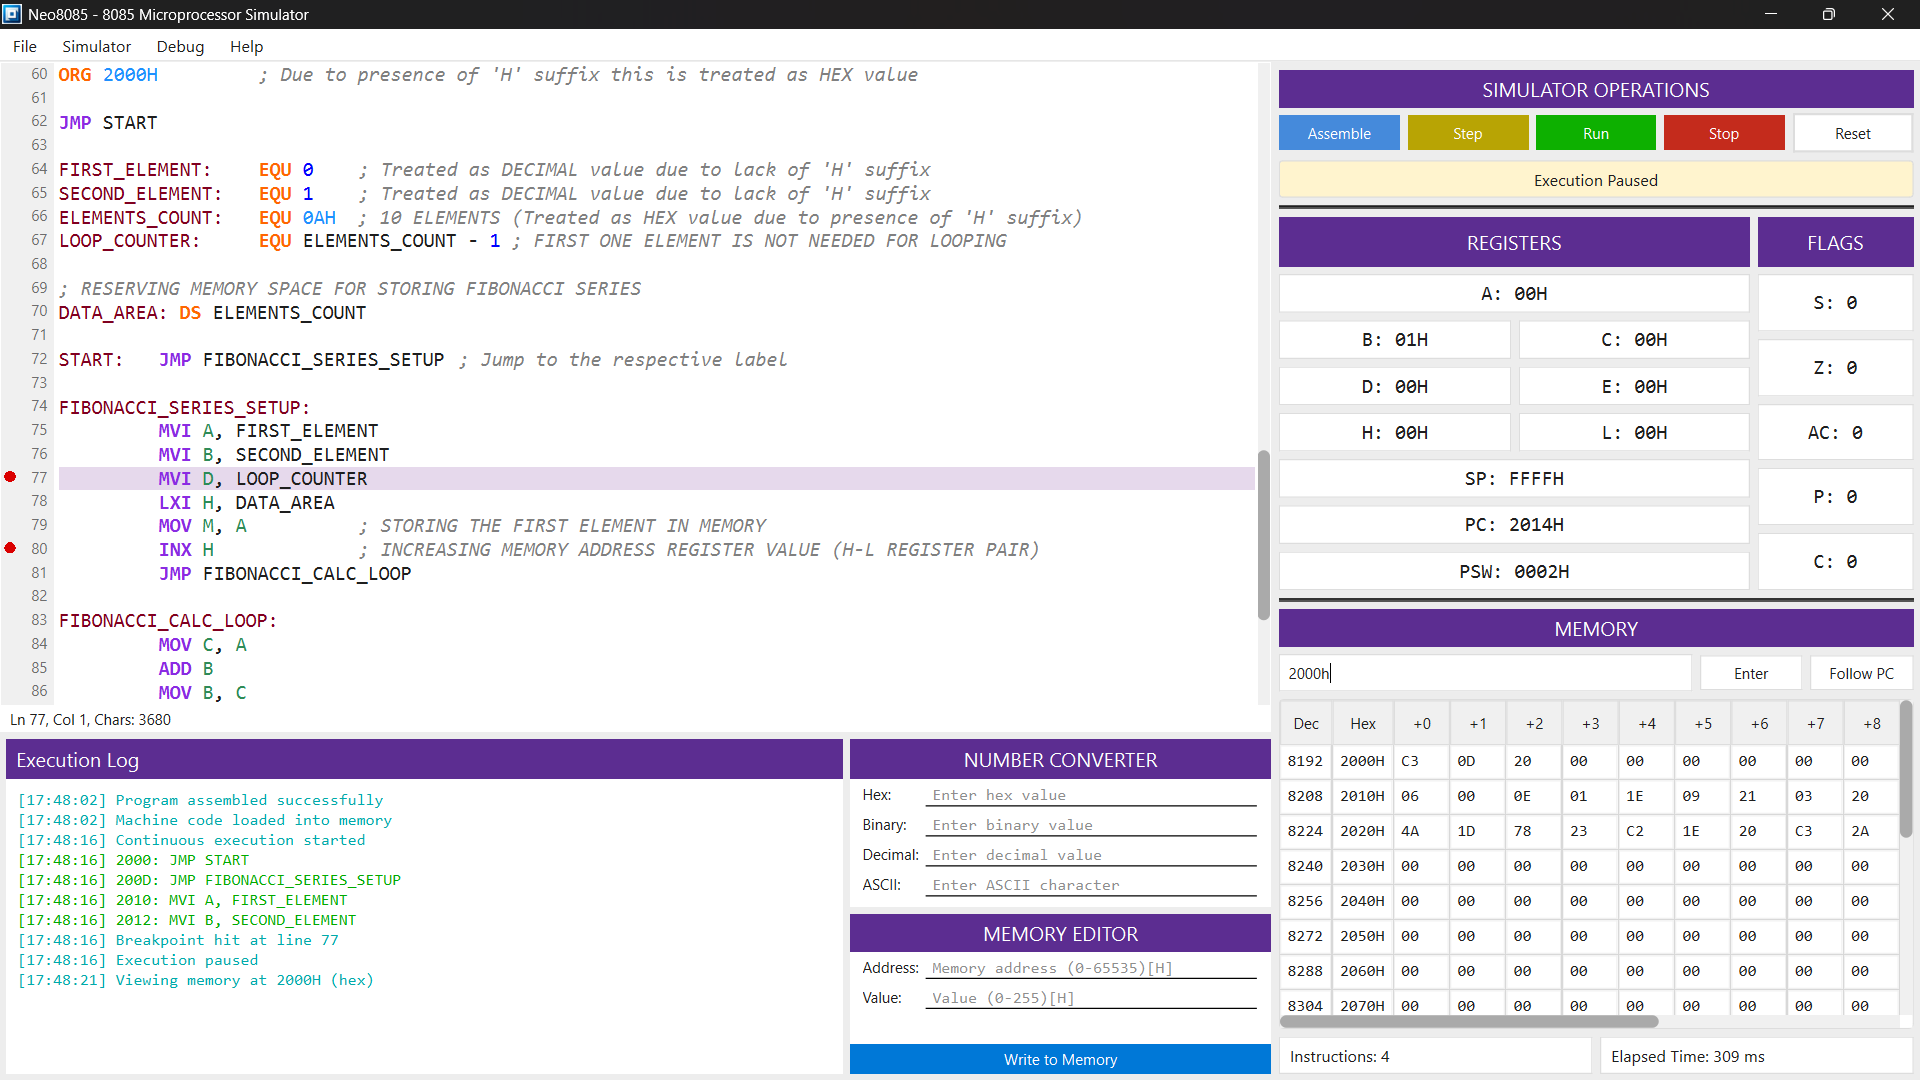 Neo8085 - 8085 Microprocessor Simulator
File Simulator Debug Help
60 ORG 2000H ; Due to presence of 'H' suffix this is treated as HEX value
61
62 JMP START
63
64 FIRST_ELEMENT: EQU 0 ; Treated as DECIMAL value due to lack of 'H' suffix
65 SECOND_ELEMENT: EQU 1 ; Treated as DECIMAL value due to lack of 'H' suffix
66 ELEMENTS_COUNT: EQU 0AH ; 10 ELEMENTS (Treated as HEX value due to presence of 'H' suffix)
67 LOOP_COUNTER: EQU ELEMENTS_COUNT - 1 ; FIRST ONE ELEMENT IS NOT NEEDED FOR LOOPING
68
69 ; RESERVING MEMORY SPACE FOR STORING FIBONACCI SERIES
70 DATA_AREA: DS ELEMENTS_COUNT
71
72 START: JMP FIBONACCI_SERIES_SETUP ; Jump to the respective label
73
74 FIBONACCI_SERIES_SETUP:
75 MVI A, FIRST_ELEMENT
76 MVI B, SECOND_ELEMENT
77 MVI D, LOOP_COUNTER
78 LXI H, DATA_AREA
79 MOV M, A ; STORING THE FIRST ELEMENT IN MEMORY
80 INX H ; INCREASING MEMORY ADDRESS REGISTER VALUE (H-L REGISTER PAIR)
81 JMP FIBONACCI_CALC_LOOP
82
83 FIBONACCI_CALC_LOOP:
84 MOV C, A
85 ADD B
86 MOV B, C
Ln 77, Col 1, Chars: 3680
Execution Log
[17:48:02] Program assembled successfully
[17:48:02] Machine code loaded into memory
[17:48:16] Continuous execution started
[17:48:16] 2000: JMP START
[17:48:16] 200D: JMP FIBONACCI_SERIES_SETUP
[17:48:16] 2010: MVI A, FIRST_ELEMENT
[17:48:16] 2012: MVI B, SECOND_ELEMENT
[17:48:16] Breakpoint hit at line 77
[17:48:16] Execution paused
[17:48:21] Viewing memory at 2000H (hex)
NUMBER CONVERTER
Hex: Enter hex value
Binary: Enter binary value
Decimal: Enter decimal value
ASCII: Enter ASCII character
MEMORY EDITOR
Address: Memory address (0-65535)[H]
Value: Value (0-255)[H]
Write to Memory
SIMULATOR OPERATIONS
Assemble Step Run Stop Reset
Execution Paused
REGISTERS
A: 00H
B: 01H C: 00H
D: 00H E: 00H
H: 00H L: 00H
SP: FFFFH
PC: 2014H
PSW: 0002H
FLAGS
S: 0
Z: 0
AC: 0
P: 0
C: 0
MEMORY
2000h Enter Follow PC
Dec Hex +0 +1 +2 +3 +4 +5 +6 +7 +8
8192 2000H C3 0D 20 00 00 00 00 00 00
8208 2010H 06 00 0E 01 1E 09 21 03 20
8224 2020H 4A 1D 78 23 C2 1E 20 C3 2A
8240 2030H 00 00 00 00 00 00 00 00 00
8256 2040H 00 00 00 00 00 00 00 00 00
8272 2050H 00 00 00 00 00 00 00 00 00
8288 2060H 00 00 00 00 00 00 00 00 00
8304 2070H 00 00 00 00 00 00 00 00 00
Instructions: 4 Elapsed Time: 309 ms